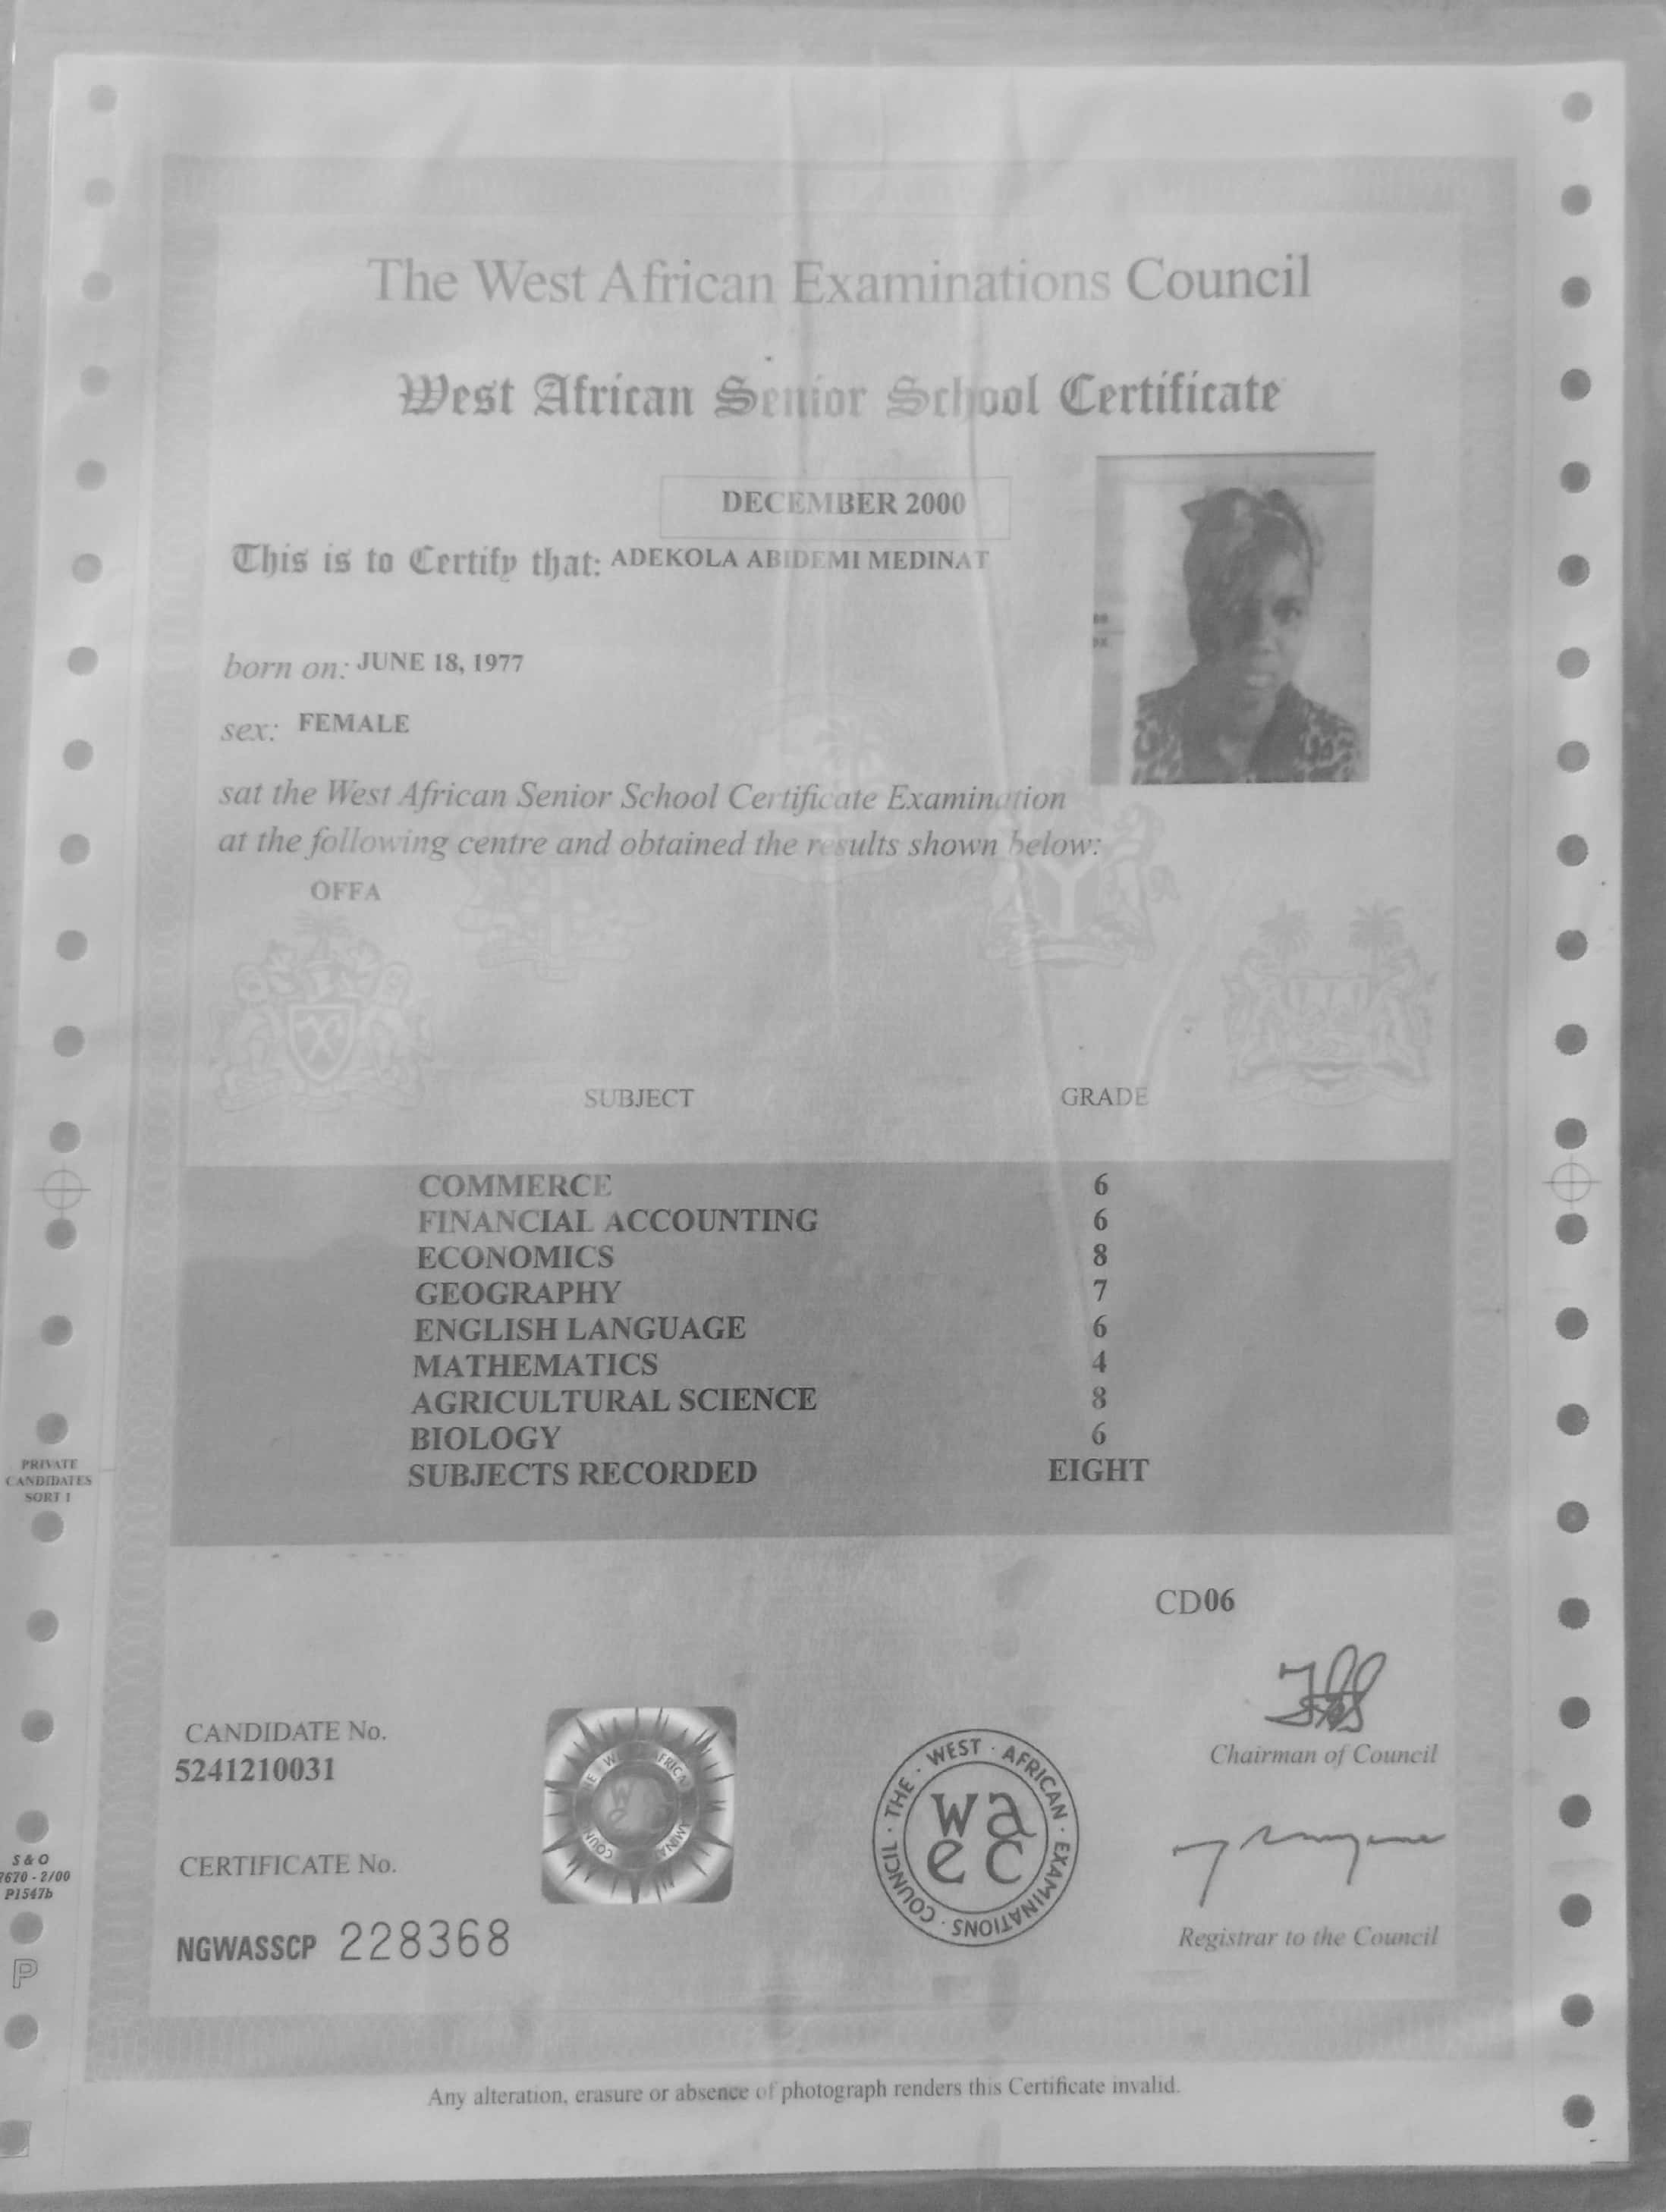 The West African Examinations Council
West African Senior School Certificate
DECEMBER 2000
This is to Certify that: ADEKOLA ABIDEMI MEDINAT
born on: JUNE 18, 1977
sex: FEMALE
sat the West African Senior School Certificate Examination
at the following centre and obtained the results shown below:
OFFA
SUBJECT GRADE
COMMERCE 6
FINANCIAL ACCOUNTING 6
ECONOMICS 8
GEOGRAPHY 7
ENGLISH LANGUAGE 6
MATHEMATICS 4
AGRICULTURAL SCIENCE 8
BIOLOGY 6
SUBJECTS RECORDED EIGHT
PRIVATE
CANDIDATES
SORT 1
CD06
Chairman of Council
CANDIDATE No.
5241210031
CERTIFICATE No.
NGWASSCP 228368
THE · WEST · AFRICAN · EXAMINATIONS · COUNCIL ·
wa
ec
Registrar to the Council
S & O
7670 - 2/00
P1547b
P
Any alteration, erasure or absence of photograph renders this Certificate invalid.